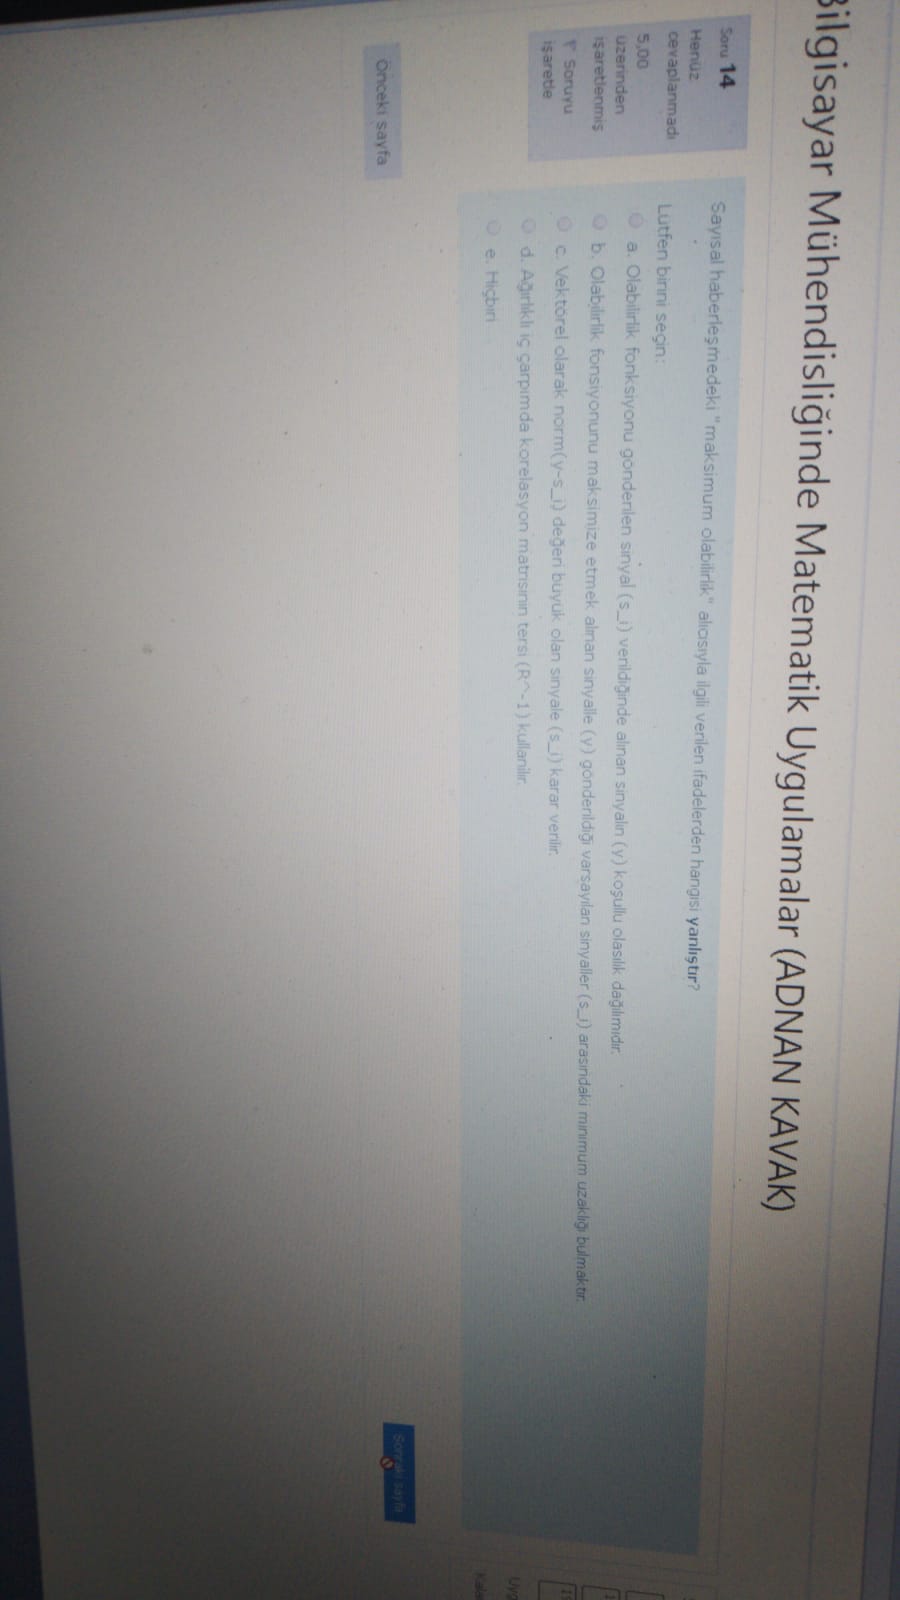 Bilgisayar Mühendisliğinde Matematik Uygulamalar (ADNAN KAVAK)
Soru 14
Henüz
cevaplanmadı
5,00
üzerinden
işaretlenmiş
Soruyu
işaretle
Sayısal haberleşmedeki "maksimum olabilirlik" alıcısıyla ilgili verilen ifadelerden hangisi yanlıştır?
Lütfen birini seçin:
a. Olabilirlik fonksiyonu gönderilen sinyal (s_i) verildiğinde alınan sinyalin (y) koşullu olasılık dağılımıdır.
b. Olabilirlik fonsiyonunu maksimize etmek alınan sinyalle (y) gönderildiği varsayılan sinyaller (s_i) arasındaki minimum uzaklığı bulmaktır.
c. Vektörel olarak norm(y-s_i) değeri büyük olan sinyale (s_i) karar verilir.
d. Ağırlıklı iç çarpımda korelasyon matrisinin tersi (R^-1) kullanılır.
e. Hiçbiri
Önceki sayfa
Sonraki sayfa